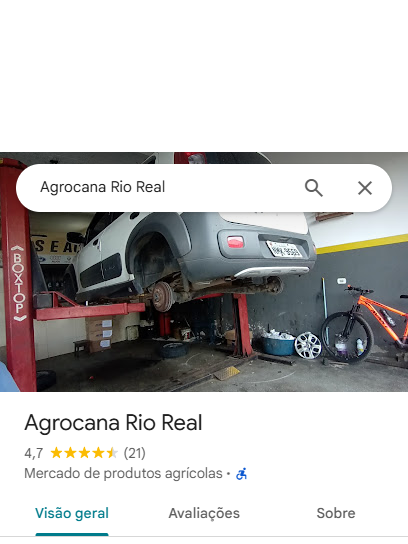 Agrocana Rio Real
BOXTOP
Agrocana Rio Real
4,7 (21)
Mercado de produtos agrícolas ·
Visão geral
Avaliações
Sobre